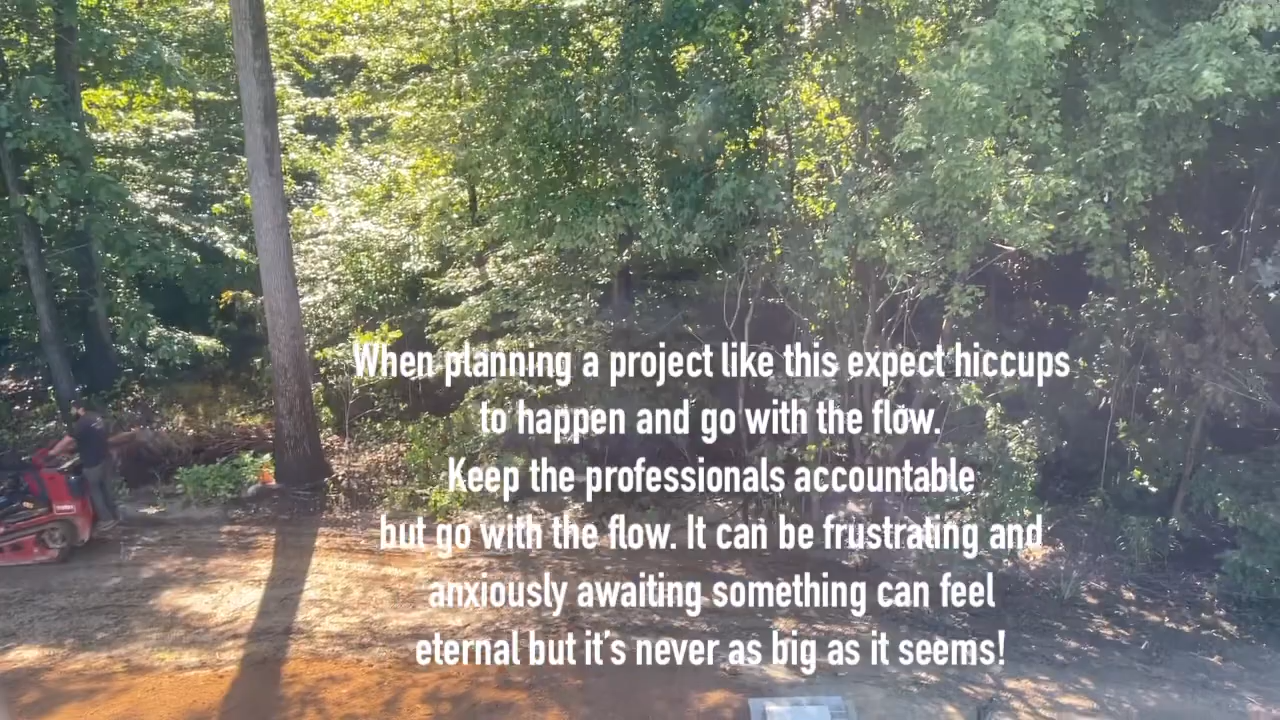 When planning a project like this expect hiccups
to happen and go with the flow.
Keep the professionals accountable
but go with the flow. It can be frustrating and
anxiously awaiting something can feel
eternal but it's never as big as it seems!